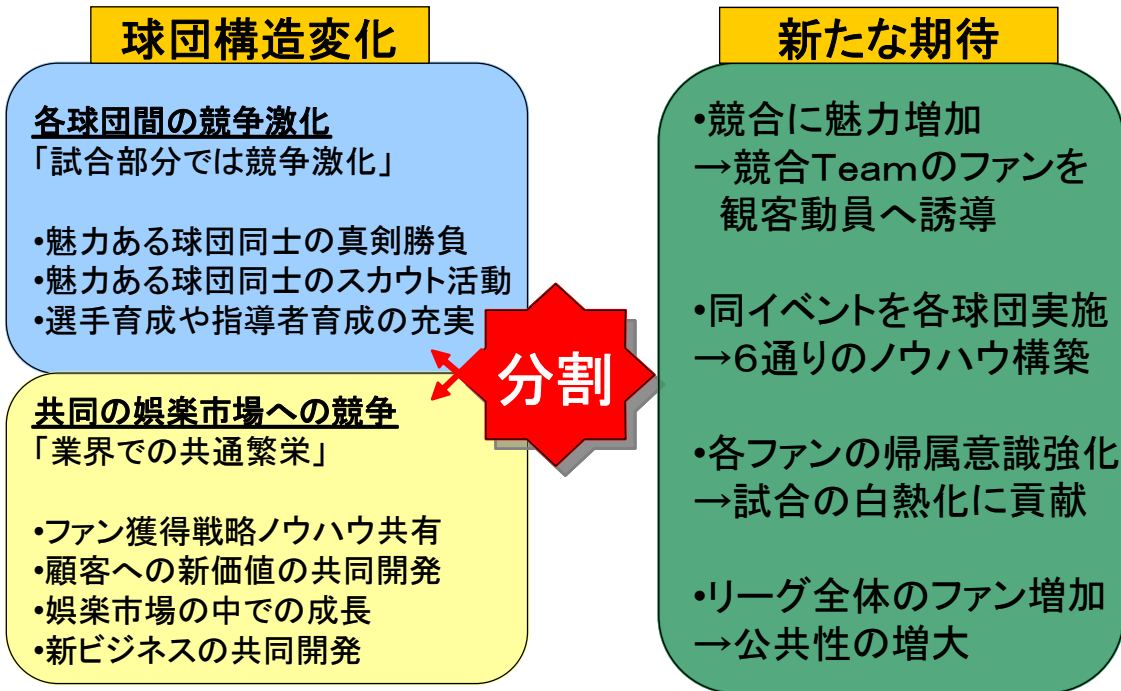 球団構造変化
各球団間の競争激化
「試合部分では競争激化」
•魅力ある球団同士の真剣勝負
•魅力ある球団同士のスカウト活動
•選手育成や指導者育成の充実
共同の娯楽市場への競争
「業界での共通繁栄」
•ファン獲得戦略ノウハウ共有
•顧客への新価値の共同開発
•娯楽市場の中での成長
•新ビジネスの共同開発
分割
新たな期待
•競合に魅力増加
→競合Teamのファンを
観客動員へ誘導
•同イベントを各球団実施
→6通りのノウハウ構築
•各ファンの帰属意識強化
→試合の白熱化に貢献
•リーグ全体のファン増加
→公共性の増大